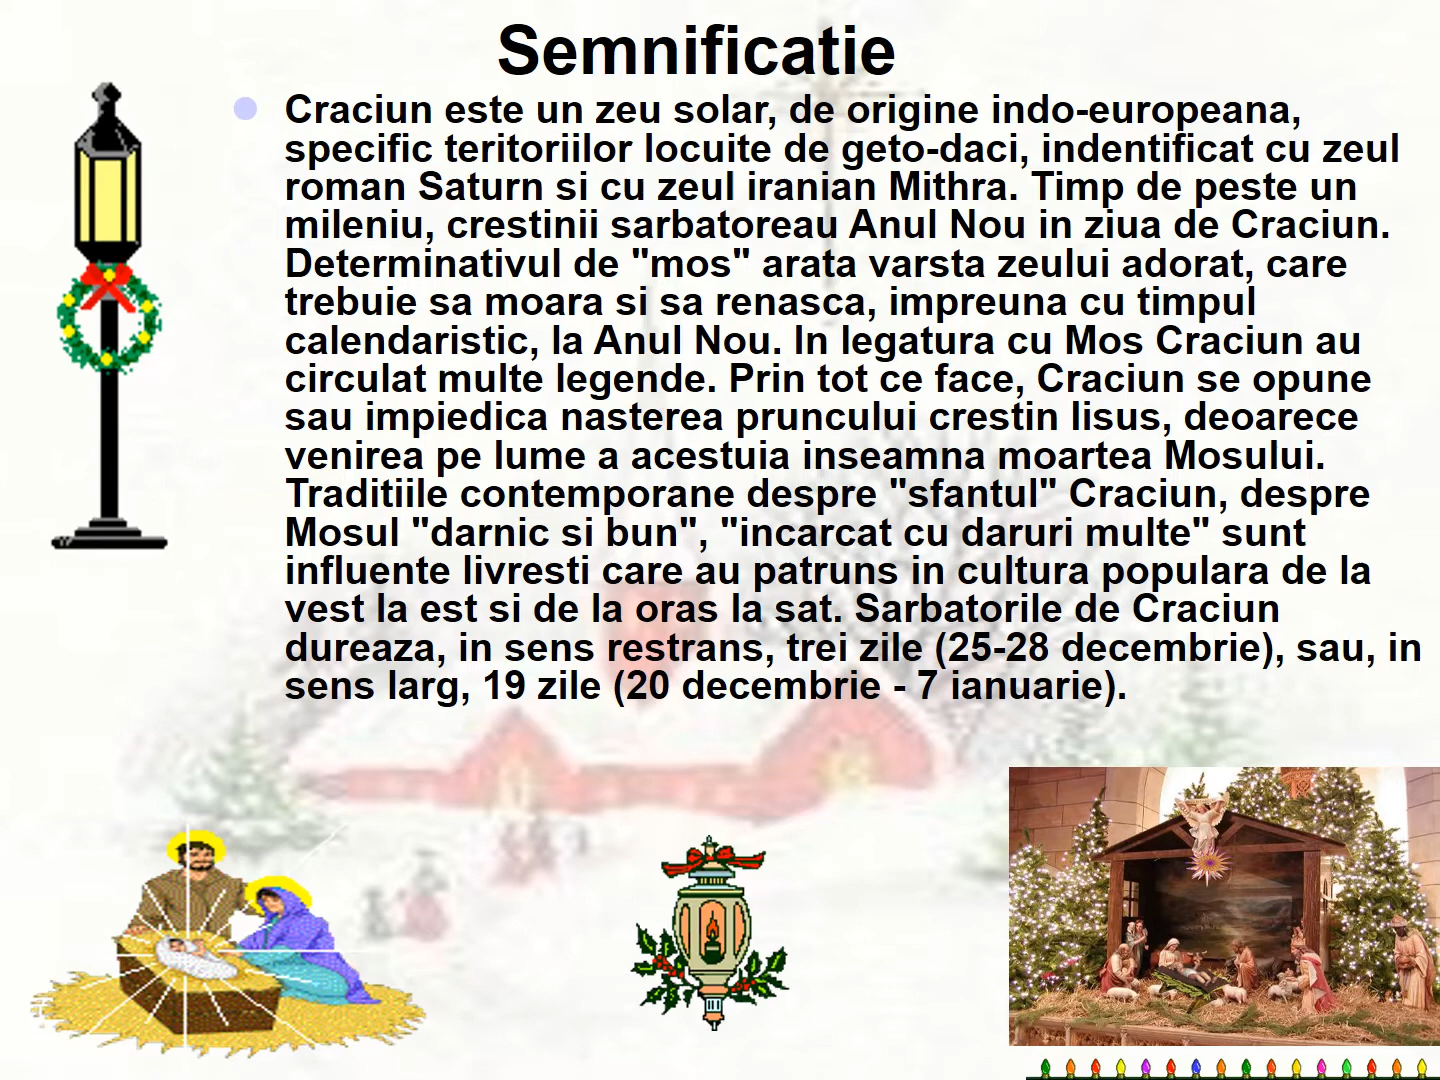 Semnificatie
Craciun este un zeu solar, de origine indo-europeana,
specific teritoriilor locuite de geto-daci, indentificat cu zeul
roman Saturn si cu zeul iranian Mithra. Timp de peste un
mileniu, crestinii sarbatoreau Anul Nou in ziua de Craciun.
Determinativul de "mos" arata varsta zeului adorat, care
trebuie sa moara si sa renasca, impreuna cu timpul
calendaristic, la Anul Nou. In legatura cu Mos Craciun au
circulat multe legende. Prin tot ce face, Craciun se opune
sau impiedica nasterea pruncului crestin Iisus, deoarece
venirea pe lume a acestuia inseamna moartea Mosului.
Traditiile contemporane despre "sfantul" Craciun, despre
Mosul "darnic si bun", "incarcat cu daruri multe" sunt
influente livresti care au patruns in cultura populara de la
vest la est si de la oras la sat. Sarbatorile de Craciun
dureaza, in sens restrans, trei zile (25-28 decembrie), sau, in
sens larg, 19 zile (20 decembrie - 7 ianuarie).